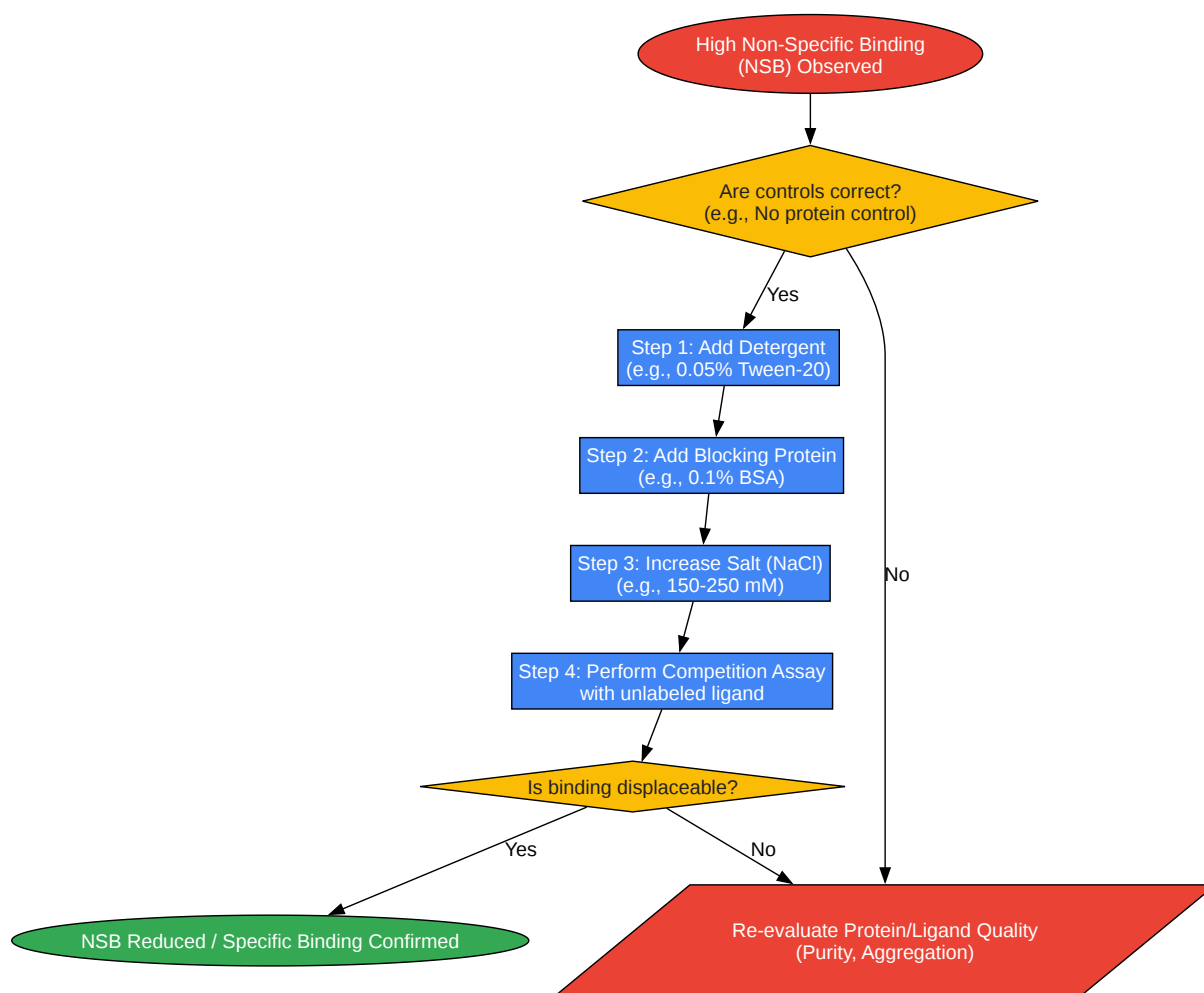 High Non-Specific Binding
(NSB) Observed
Are controls correct?
(e.g., No protein control)
Yes
Step 1: Add Detergent
(e.g., 0.05% Tween-20)
Step 2: Add Blocking Protein
(e.g., 0.1% BSA)
Step 3: Increase Salt (NaCl)
(e.g., 150-250 mM)
No
Step 4: Perform Competition Assay
with unlabeled ligand
Is binding displaceable?
Yes
No
NSB Reduced / Specific Binding Confirmed
Re-evaluate Protein/Ligand Quality
(Purity, Aggregation)